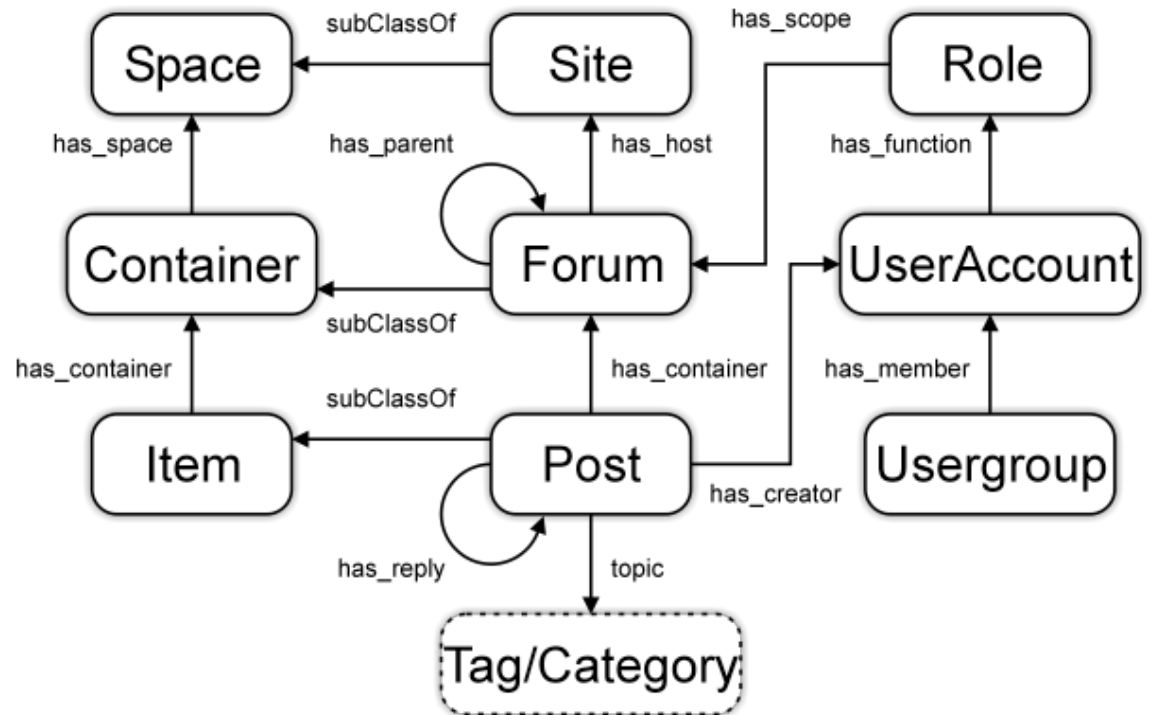 subClassOf
has_scope
Space
Site
Role
has_space
has_parent
has_host
has_function
Container
Forum
UserAccount
subClassOf
has_container
has_container
has_member
subClassOf
Item
Post
Usergroup
has_creator
has_reply
topic
Tag/Category